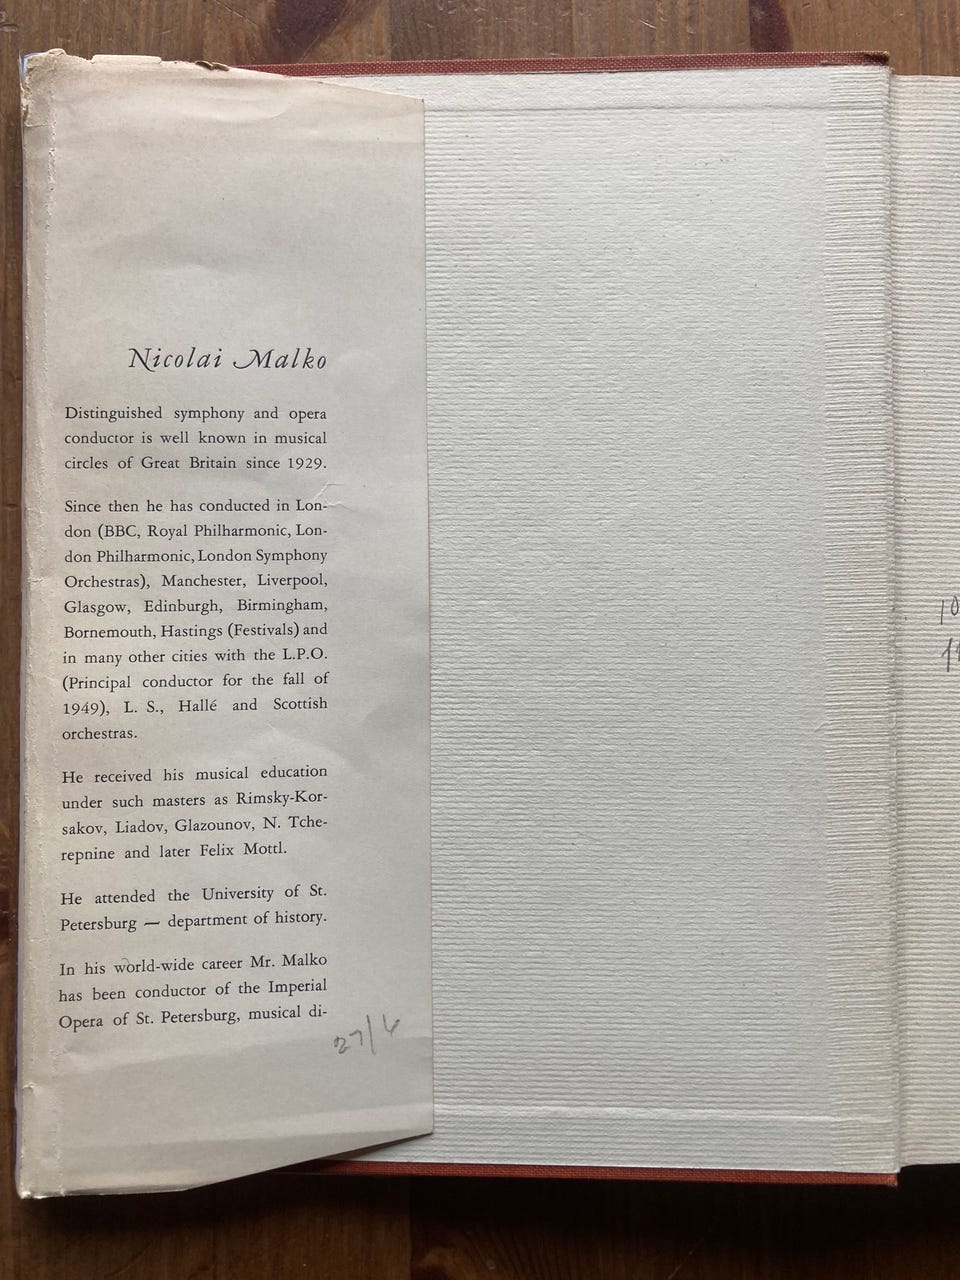 Nicolai Malko
Distinguished symphony and opera
conductor is well known in musical
circles of Great Britain since 1929.
Since then he has conducted in Lon-
don (BBC, Royal Philharmonic, Lon-
don Philharmonic, London Symphony
Orchestras), Manchester, Liverpool,
Glasgow, Edinburgh, Birmingham,
Bornemouth, Hastings (Festivals) and
in many other cities with the L.P.O.
(Principal conductor for the fall of
1949), L. S., Hallé and Scottish
orchestras.
He received his musical education
under such masters as Rimsky-Kor-
sakov, Liadov, Glazounov, N. Tche-
repnine and later Felix Mottl.
He attended the University of St.
Petersburg — department of history.
In his world-wide career Mr. Malko
has been conductor of the Imperial
Opera of St. Petersburg, musical di-
27/6